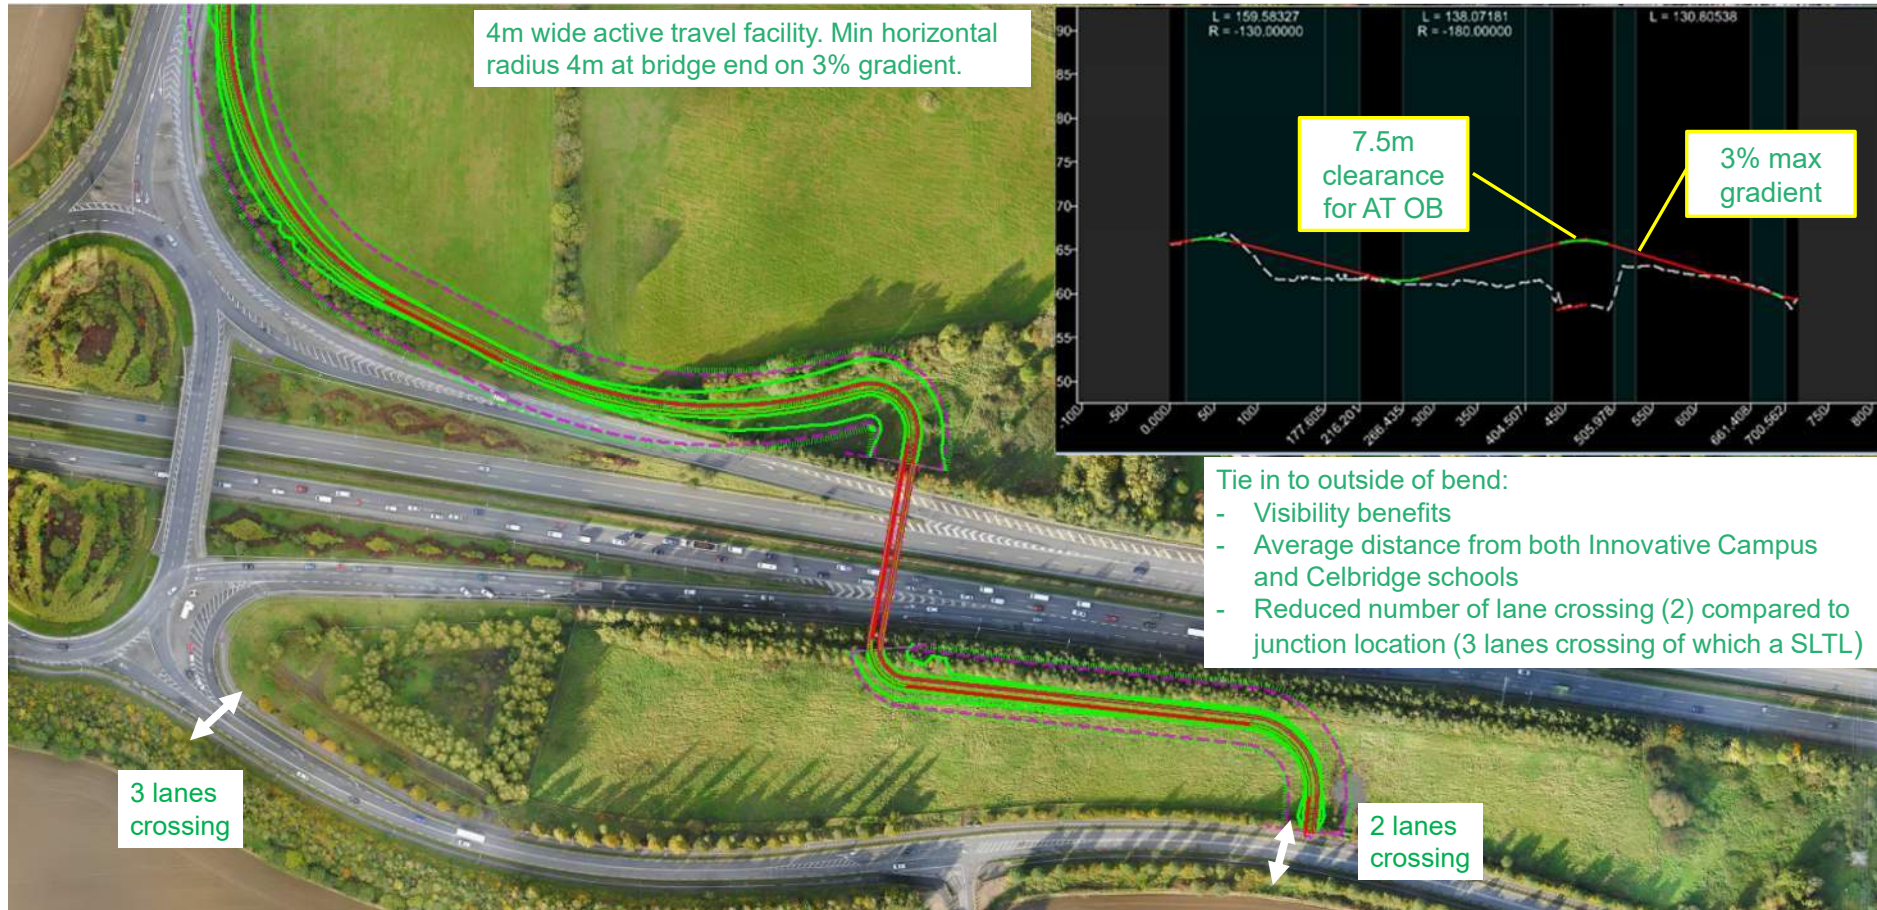 4m wide active travel facility. Min horizontal
radius 4m at bridge end on 3% gradient.
L = 159.58327
R = -130.00000
L = 138.07181
R = -180.00000
L = 130.80538
7.5m
clearance
for AT OB
3% max
gradient
90
85
80
75
70
65
60
55
50
-100
-50
0.000
50
100
177.605
216.201
266.435
300
350
404.507
450
505.978
550
600
661.408
700.562
750
800
Tie in to outside of bend:
- Visibility benefits
- Average distance from both Innovative Campus
and Celbridge schools
- Reduced number of lane crossing (2) compared to
junction location (3 lanes crossing of which a SLTL)
3 lanes
crossing
2 lanes
crossing